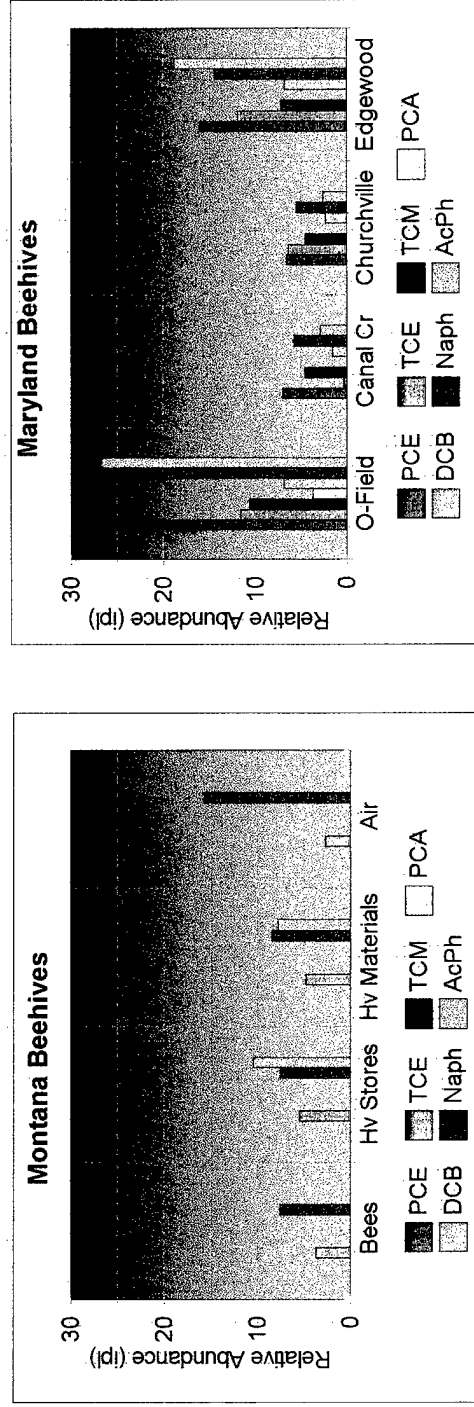 Montana Beehives
Relative Abundance (ipl)
30
20
10
0
Bees Hv Stores Hv Materials Air
PCE TCE TCM PCA
DCB Naph AcPh
Maryland Beehives
Relative Abundance (ipl)
30
20
10
0
O-Field Canal Cr Churchville Edgewood
PCE TCE TCM PCA
DCB Naph AcPh